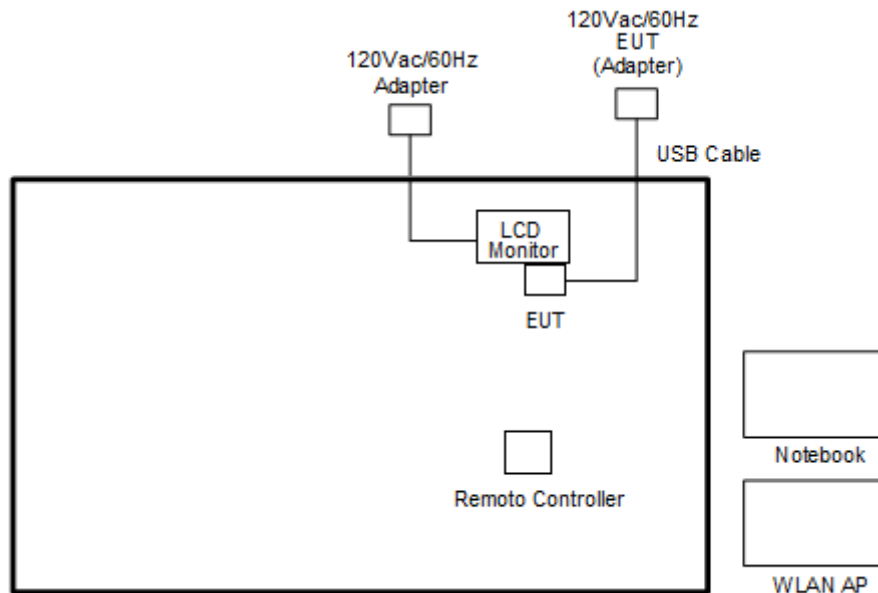 120Vac/60Hz
Adapter
120Vac/60Hz
EUT
(Adapter)
USB Cable
LCD
Monitor
EUT
Remoto Controller
Notebook
WLAN AP